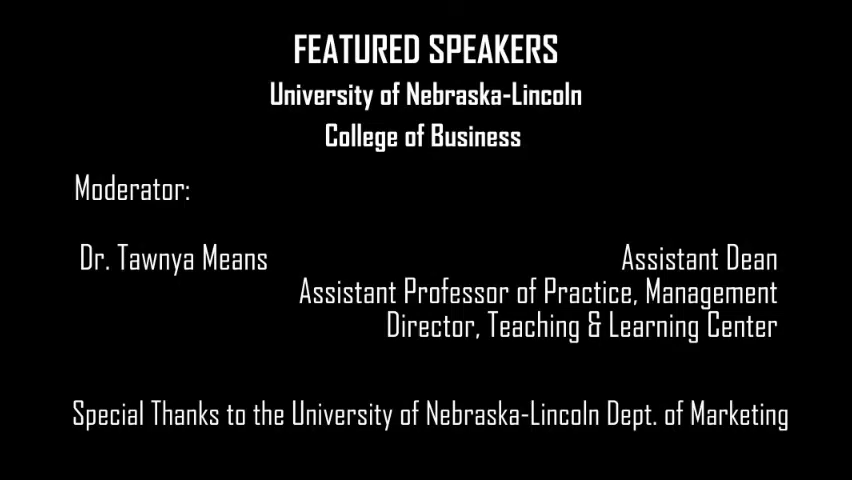 FEATURED SPEAKERS
University of Nebraska-Lincoln
College of Business
Moderator:
Dr. Tawnya Means Assistant Dean
Assistant Professor of Practice, Management
Director, Teaching & Learning Center
Special Thanks to the University of Nebraska-Lincoln Dept. of Marketing